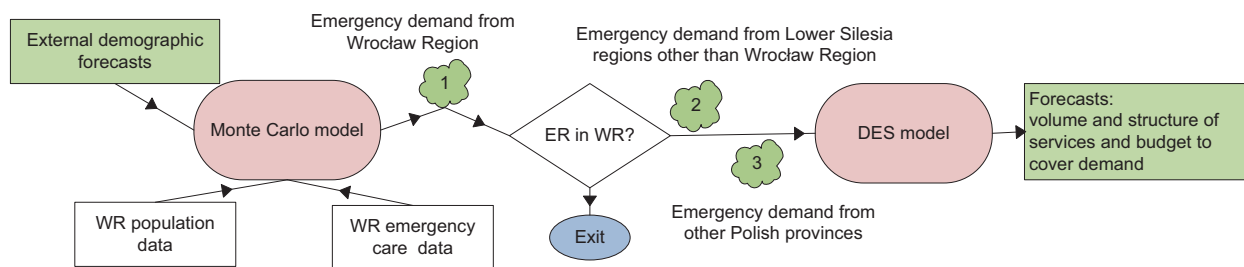 External demographic
forecasts
Emergency demand from
Wrocław Region
1
Monte Carlo model
WR population
data
WR emergency
care  data
ER in WR?
Exit
Emergency demand from Lower Silesia
regions other than Wrocław Region
2
3
Emergency demand from
other Polish provinces
DES model
Forecasts:
volume and structure of
services and budget to
cover demand